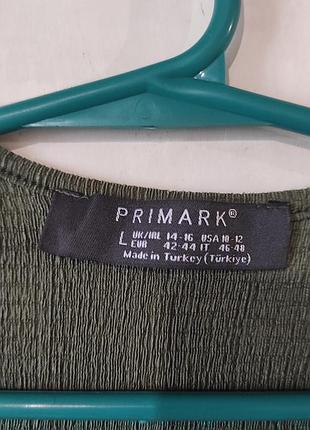 PRIMARK®
L UK/IRL 14-16 USA 10-12
EUR 42-44 IT 46-48
Made in Turkey (Türkiye)